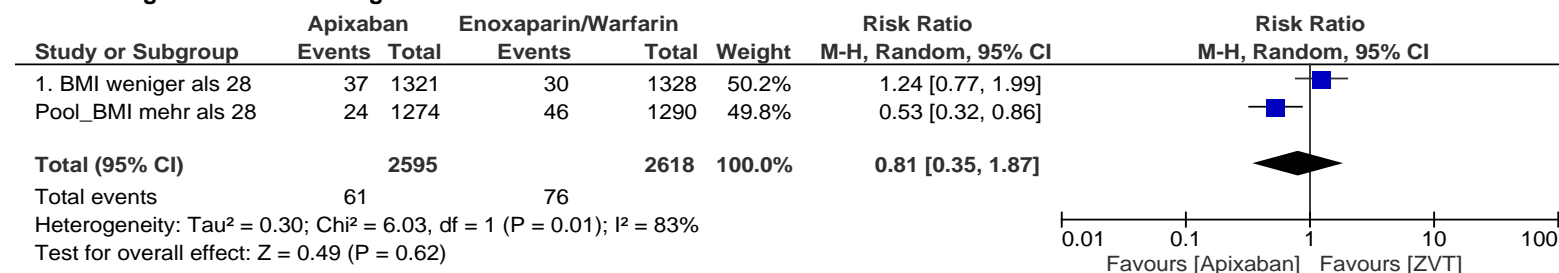 Apixaban Enoxaparin/Warfarin Risk Ratio Risk Ratio
Study or Subgroup Events Total Events Total Weight M-H, Random, 95% CI M-H, Random, 95% CI
1. BMI weniger als 28 37 1321 30 1328 50.2% 1.24 [0.77, 1.99]
Pool_BMI mehr als 28 24 1274 46 1290 49.8% 0.53 [0.32, 0.86]
Total (95% CI) 2595 2618 100.0% 0.81 [0.35, 1.87]
Total events 61 76
Heterogeneity: Tau² = 0.30; Chi² = 6.03, df = 1 (P = 0.01); I² = 83%
Test for overall effect: Z = 0.49 (P = 0.62)
0.01 0.1 1 10 100
Favours [Apixaban] Favours [ZVT]